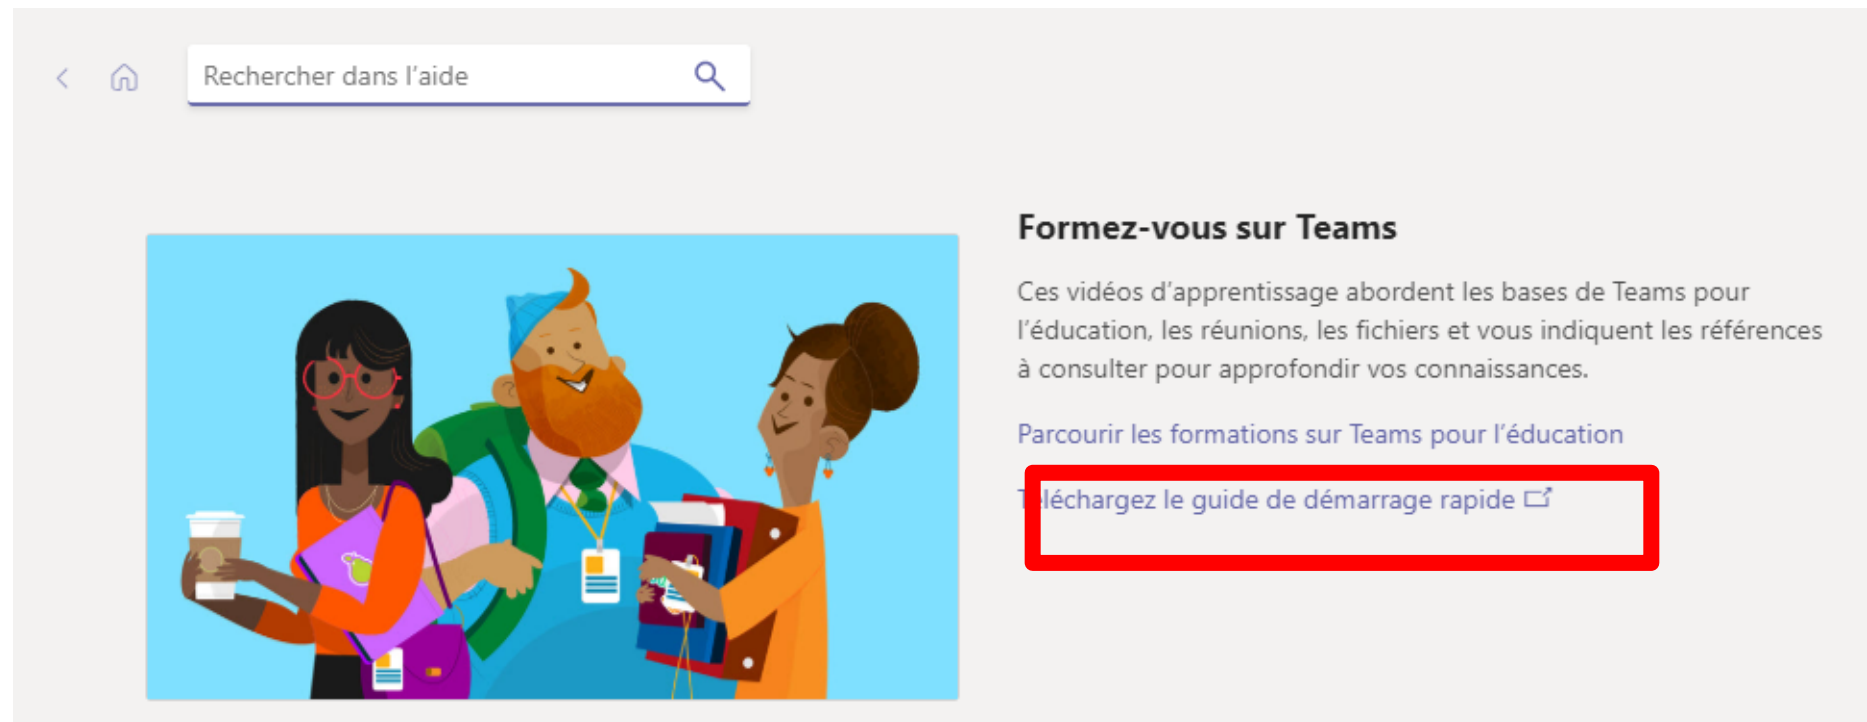 Rechercher dans l'aide
Formez-vous sur Teams
Ces vidéos d'apprentissage abordent les bases de Teams pour
l'éducation, les réunions, les fichiers et vous indiquent les références
à consulter pour approfondir vos connaissances.
Parcourir les formations sur Teams pour l'éducation
Téléchargez le guide de démarrage rapide